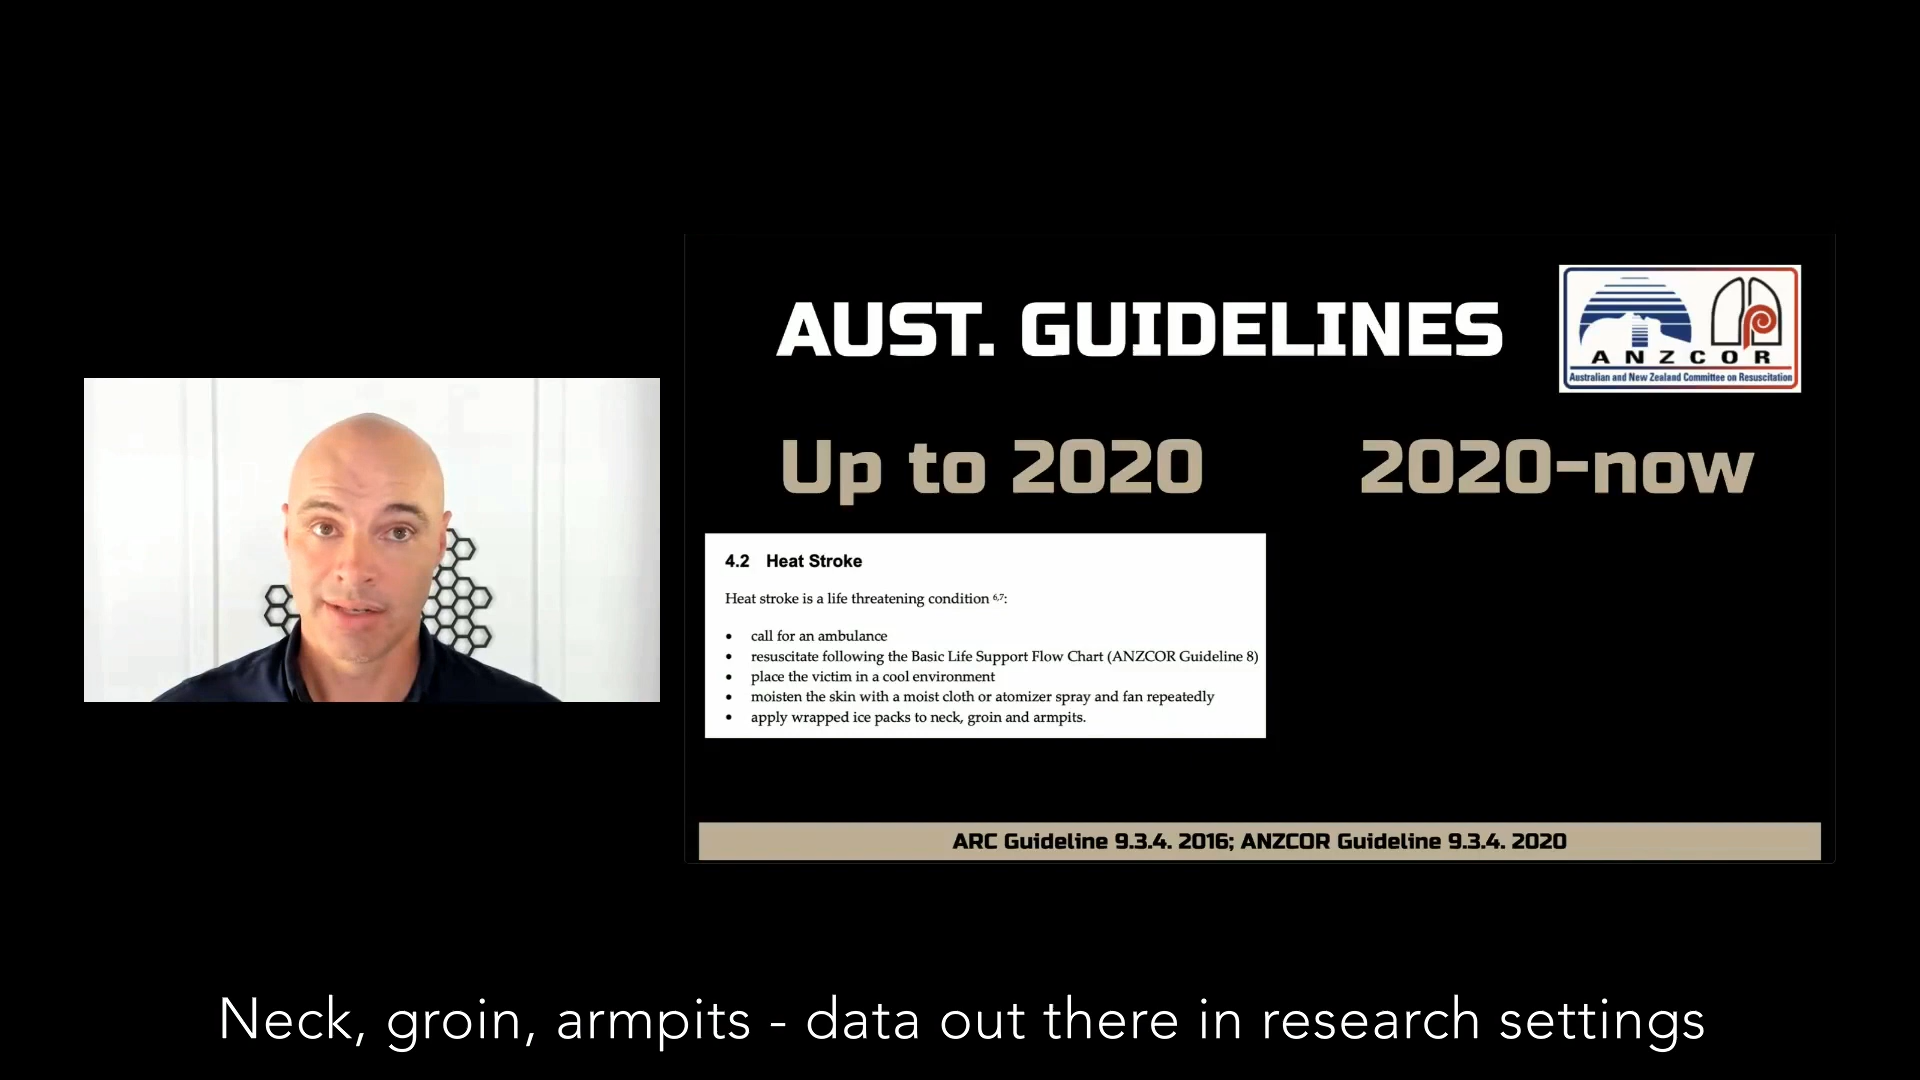 AUST. GUIDELINES
ANZCOR
Australian and New Zealand Committee on Resuscitation
Up to 2020
2020-now
4.2 Heat Stroke
Heat stroke is a life threatening condition 6,7:
• call for an ambulance
• resuscitate following the Basic Life Support Flow Chart (ANZCOR Guideline 8)
• place the victim in a cool environment
• moisten the skin with a moist cloth or atomizer spray and fan repeatedly
• apply wrapped ice packs to neck, groin and armpits.
ARC Guideline 9.3.4. 2016; ANZCOR Guideline 9.3.4. 2020
Neck, groin, armpits - data out there in research settings